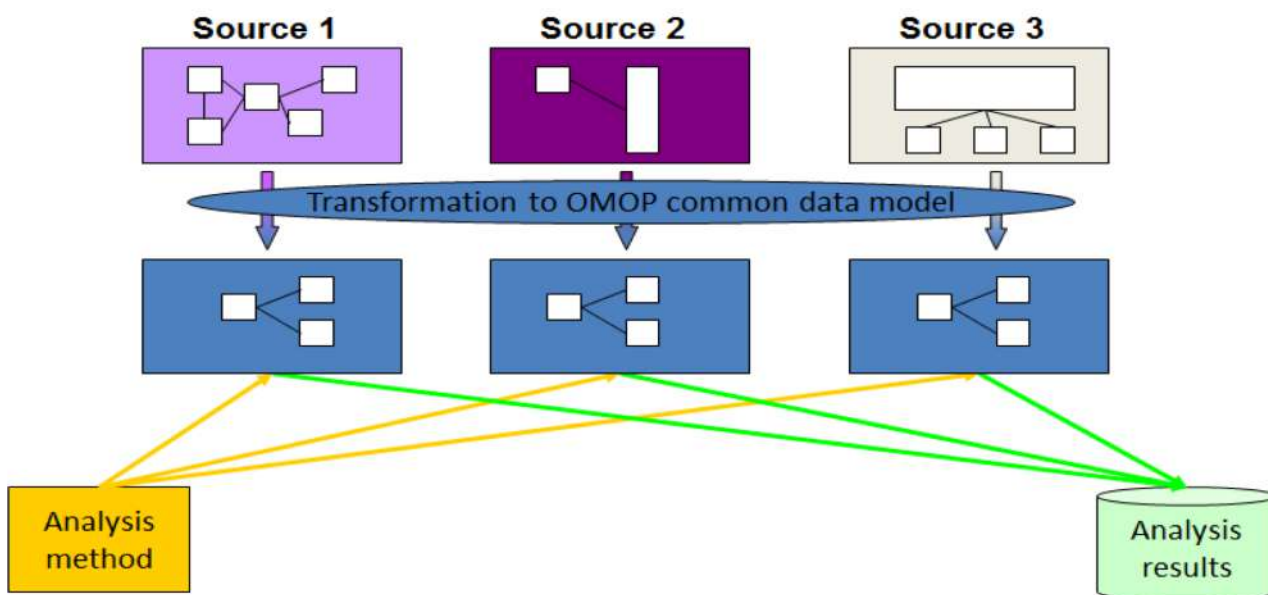 Source 1
Source 2
Source 3
Transformation to OMOP common data model
Analysis
method
Analysis
results